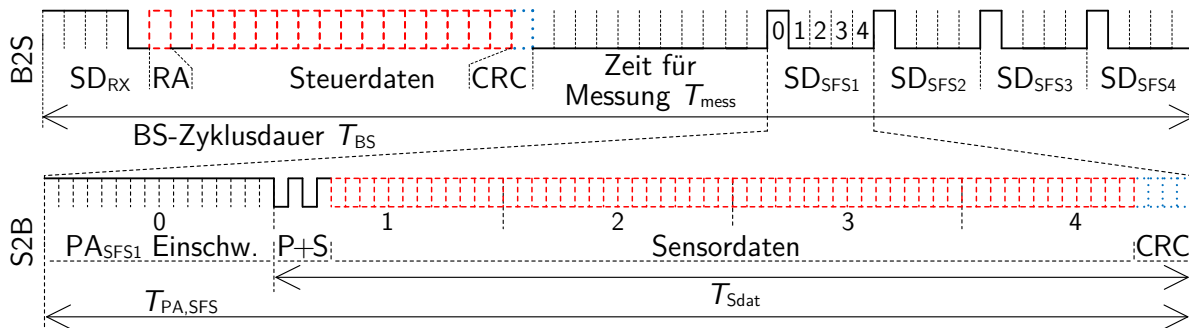 B2S
0 1 2 3 4
SD_RX RA Steuerdaten CRC Zeit für SD_SFS1 SD_SFS2 SD_SFS3 SD_SFS4
Messung T_mess
BS-Zyklusdauer T_BS
S2B
0 1 2 3 4
PA_SFS1 Einschw. P+S Sensordaten CRC
T_Sdat
T_PA,SFS